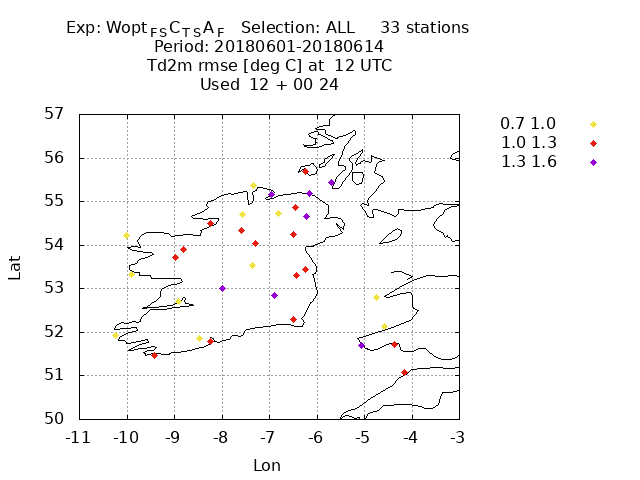 Exp: Wopt FS C TS A F   Selection: ALL     33 stations
Period: 20180601-20180614
Td2m rmse [deg C] at  12 UTC
Used  12 + 00 24
0.7 1.0
1.0 1.3
1.3 1.6
57
56
55
54
53
52
51
50
Lat
-11 -10 -9 -8 -7 -6 -5 -4 -3
Lon